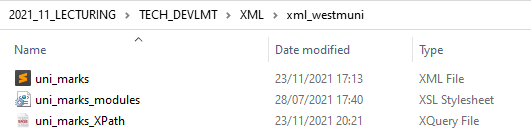 2021_11_LECTURING > TECH_DEVLMT > XML > xml_westmuni
Name Date modified Type
uni_marks 23/11/2021 17:13 XML File
uni_marks_modules 28/07/2021 17:40 XSL Stylesheet
uni_marks_XPath 23/11/2021 20:21 XQuery File